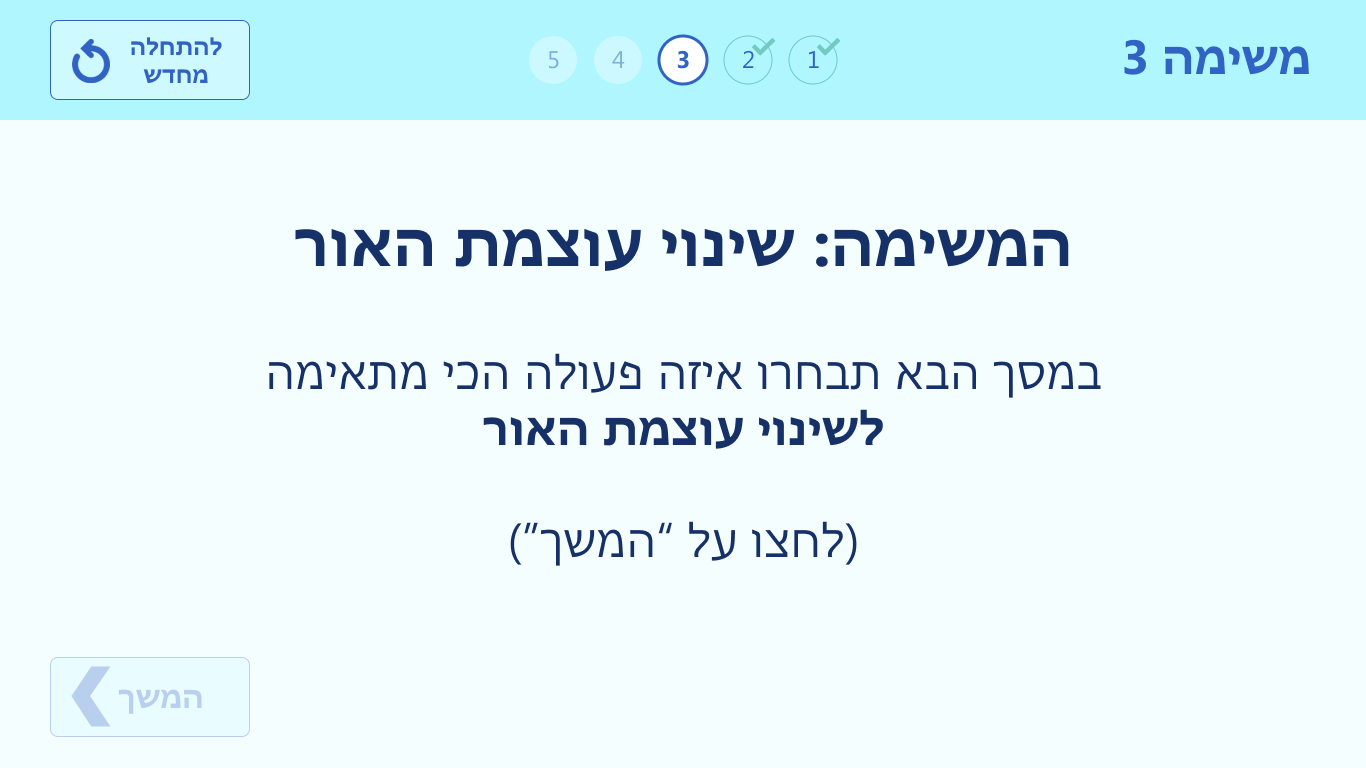 משימה 3
1 2 3 4 5
להתחלה
מחדש
המשימה: שינוי עוצמת האור
במסך הבא תבחרו איזה פעולה הכי מתאימה
לשינוי עוצמת האור
(לחצו על “המשך”)
המשך